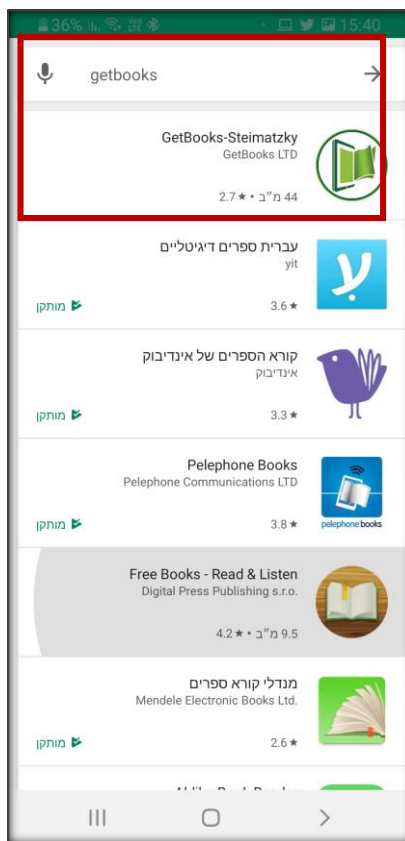 36% 15:40
getbooks
GetBooks-Steimatzky
GetBooks LTD
44 מ״ב • ★ 2.7
עברית ספרים דיגיטליים
yit
3.6 ★
מותקן
קורא הספרים של אינדיבוק
אינדיבוק
3.3 ★
מותקן
Pelephone Books
Pelephone Communications LTD
3.8 ★
מותקן
pelephone books
Free Books - Read & Listen
Digital Press Publishing s.r.o.
9.5 מ״ב • ★ 4.2
מנדלי קורא ספרים
Mendele Electronic Books Ltd.
2.6 ★
מותקן